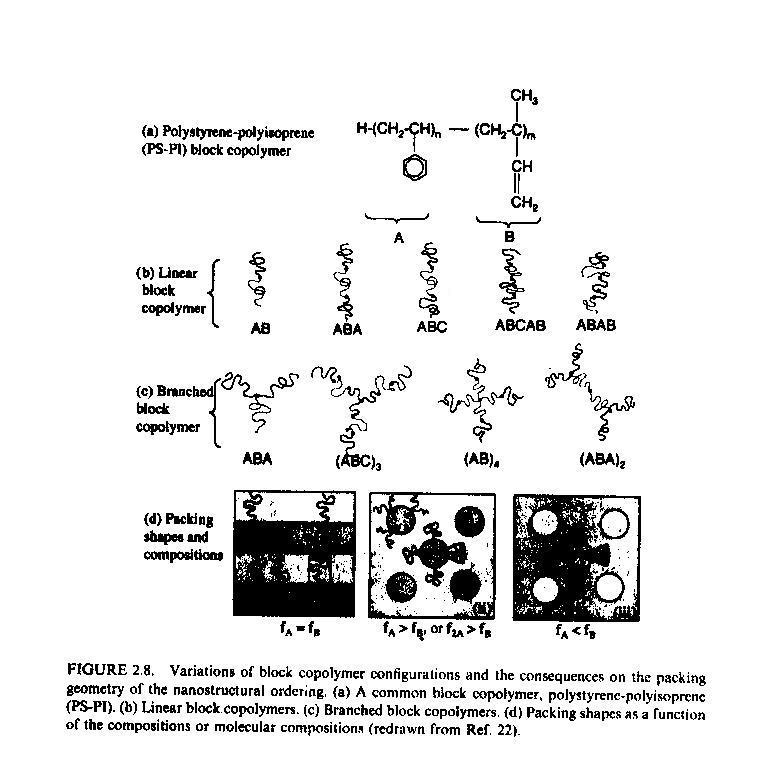 CH3
(a) Polystyrene-polyisoprene
(PS-PI) block copolymer
H-(CH2-CH)n — (CH2-C)m
CH
CH2
A
B
(b) Linear
block
copolymer
AB
ABA
ABC
ABCAB
ABAB
(c) Branched
block
copolymer
ABA
(ABC)3
(AB)4
(ABA)2
(d) Packing
shapes and
compositions
(ii)
(iii)
fA = fB
fA > fB, or f2A > fB
fA < fB
FIGURE 2.8. Variations of block copolymer configurations and the consequences on the packing
geometry of the nanostructural ordering. (a) A common block copolymer, polystyrene-polyisoprene
(PS-PI). (b) Linear block copolymers. (c) Branched block copolymers. (d) Packing shapes as a function
of the compositions or molecular compositions (redrawn from Ref. 22).